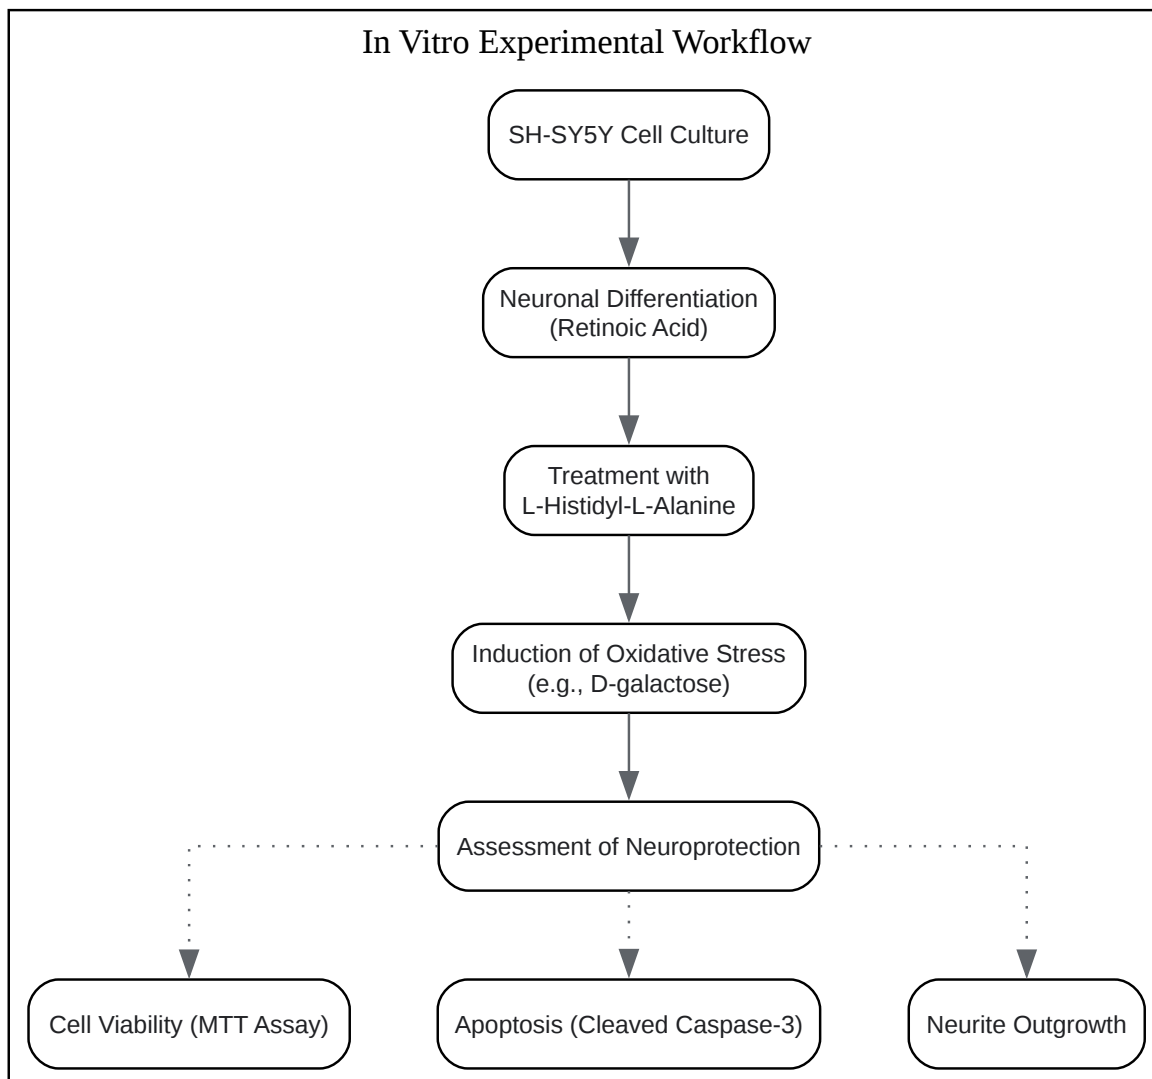 In Vitro Experimental Workflow
SH-SY5Y Cell Culture
Neuronal Differentiation
(Retinoic Acid)
Treatment with
L-Histidyl-L-Alanine
Induction of Oxidative Stress
(e.g., D-galactose)
Assessment of Neuroprotection
Cell Viability (MTT Assay)
Apoptosis (Cleaved Caspase-3)
Neurite Outgrowth